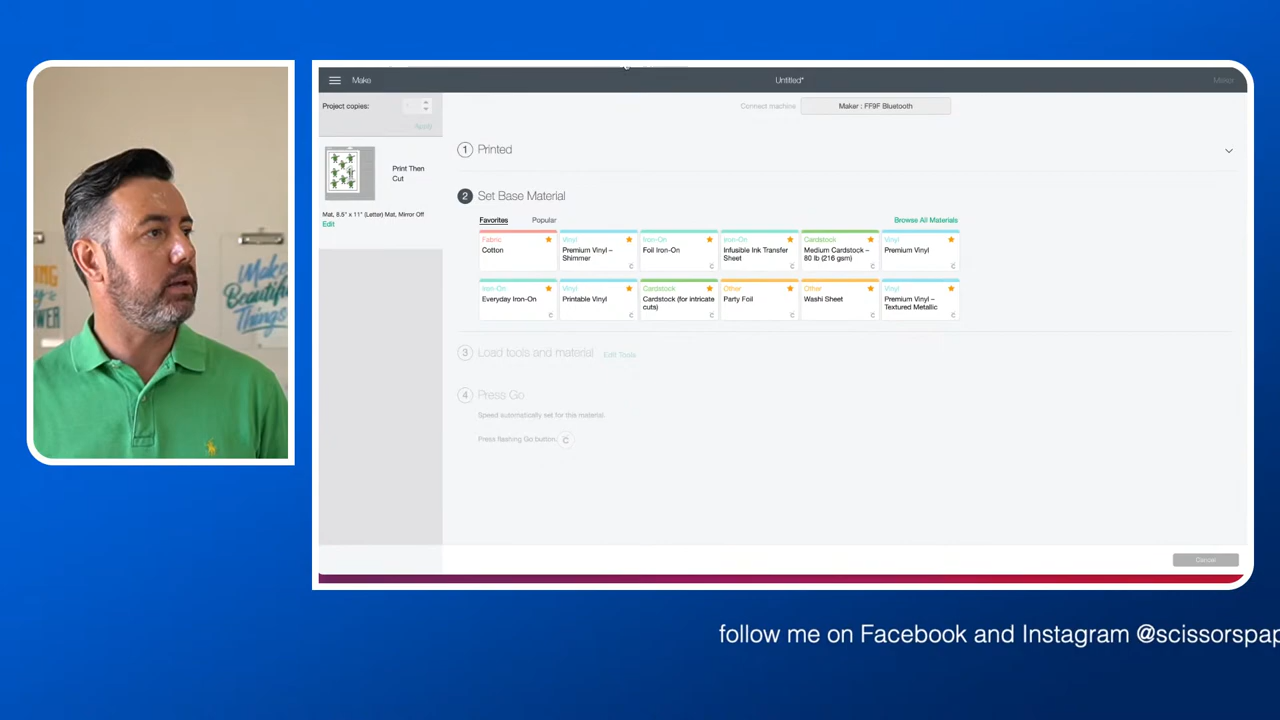 Make
Untitled*
Maker
Project copies:
Connect machine
Maker : FF9F Bluetooth
1 Printed
Print Then
Cut
2 Set Base Material
Mat, 8.5" x 11" (Letter) Mat, Mirror Off
Edit
Favorites
Popular
Browse All Materials
Fabric
Cotton
Vinyl
Premium Vinyl –
Shimmer
Iron-On
Foil Iron-On
Iron-On
Infusible Ink Transfer
Sheet
Cardstock
Medium Cardstock –
80 lb (216 gsm)
Vinyl
Premium Vinyl
Iron-On
Everyday Iron-On
Vinyl
Printable Vinyl
Cardstock
Cardstock (for intricate
cuts)
Other
Party Foil
Other
Washi Sheet
Vinyl
Premium Vinyl –
Textured Metallic
3 Load tools and material
Edit Tools
4 Press Go
Speed automatically set for this material.
Press flashing Go button.
Cancel
Make
Beautiful
Things
follow me on Facebook and Instagram @scissorspap